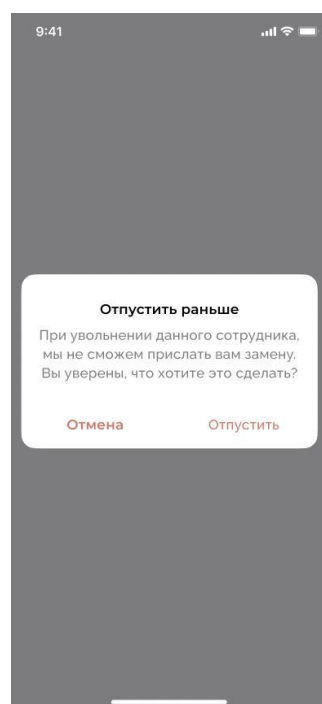 9:41
Отпустить раньше
При увольнении данного сотрудника,
мы не сможем прислать вам замену.
Вы уверены, что хотите это сделать?
Отмена Отпустить